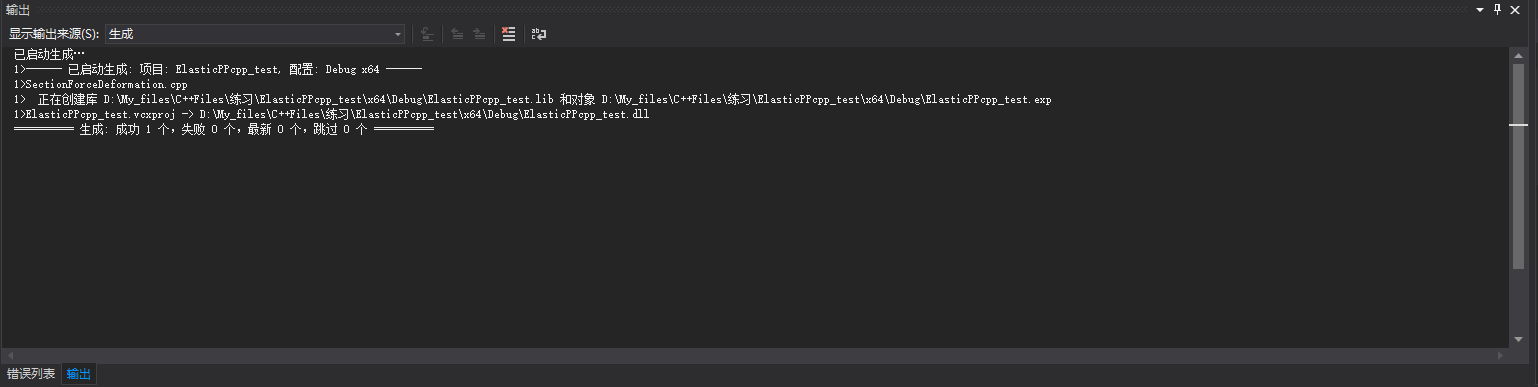 输出
显示输出来源(S): 生成
已启动生成…
1>------ 已启动生成: 项目: ElasticPPcpp_test, 配置: Debug x64 ------
1>SectionForceDeformation.cpp
1>  正在创建库 D:\My_files\C++Files\练习\ElasticPPcpp_test\x64\Debug\ElasticPPcpp_test.lib 和对象 D:\My_files\C++Files\练习\ElasticPPcpp_test\x64\Debug\ElasticPPcpp_test.exp
1>ElasticPPcpp_test.vcxproj -> D:\My_files\C++Files\练习\ElasticPPcpp_test\x64\Debug\ElasticPPcpp_test.dll
========== 生成: 成功 1 个，失败 0 个，最新 0 个，跳过 0 个 ==========
错误列表 输出